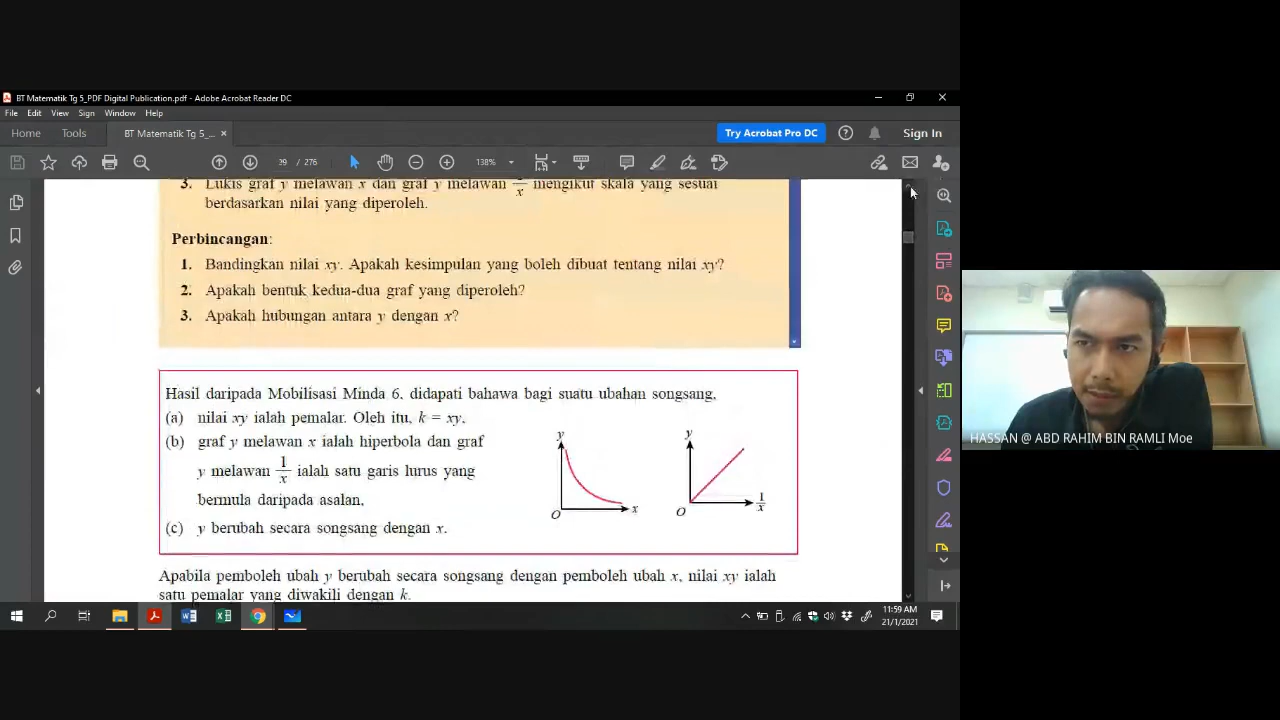 BT Matematik Tg 5_PDF Digital Publication.pdf - Adobe Acrobat Reader DC
File Edit View Sign Window Help
Home Tools BT Matematik Tg 5_... × Try Acrobat Pro DC Sign In
39 / 276 138%
3. Lukis graf y melawan x dan graf y melawan 1/x mengikut skala yang sesuai
berdasarkan nilai yang diperoleh.
Perbincangan:
1. Bandingkan nilai xy. Apakah kesimpulan yang boleh dibuat tentang nilai xy?
2. Apakah bentuk kedua-dua graf yang diperoleh?
3. Apakah hubungan antara y dengan x?
Hasil daripada Mobilisasi Minda 6, didapati bahawa bagi suatu ubahan songsang,
(a) nilai xy ialah pemalar. Oleh itu, k = xy,
(b) graf y melawan x ialah hiperbola dan graf
y melawan 1/x ialah satu garis lurus yang
bermula daripada asalan,
(c) y berubah secara songsang dengan x.
y
O
x
y
O
1/x
Apabila pemboleh ubah y berubah secara songsang dengan pemboleh ubah x, nilai xy ialah
satu pemalar yang diwakili dengan k.
HASSAN @ ABD RAHIM BIN RAMLI Moe
11:59 AM
21/1/2021